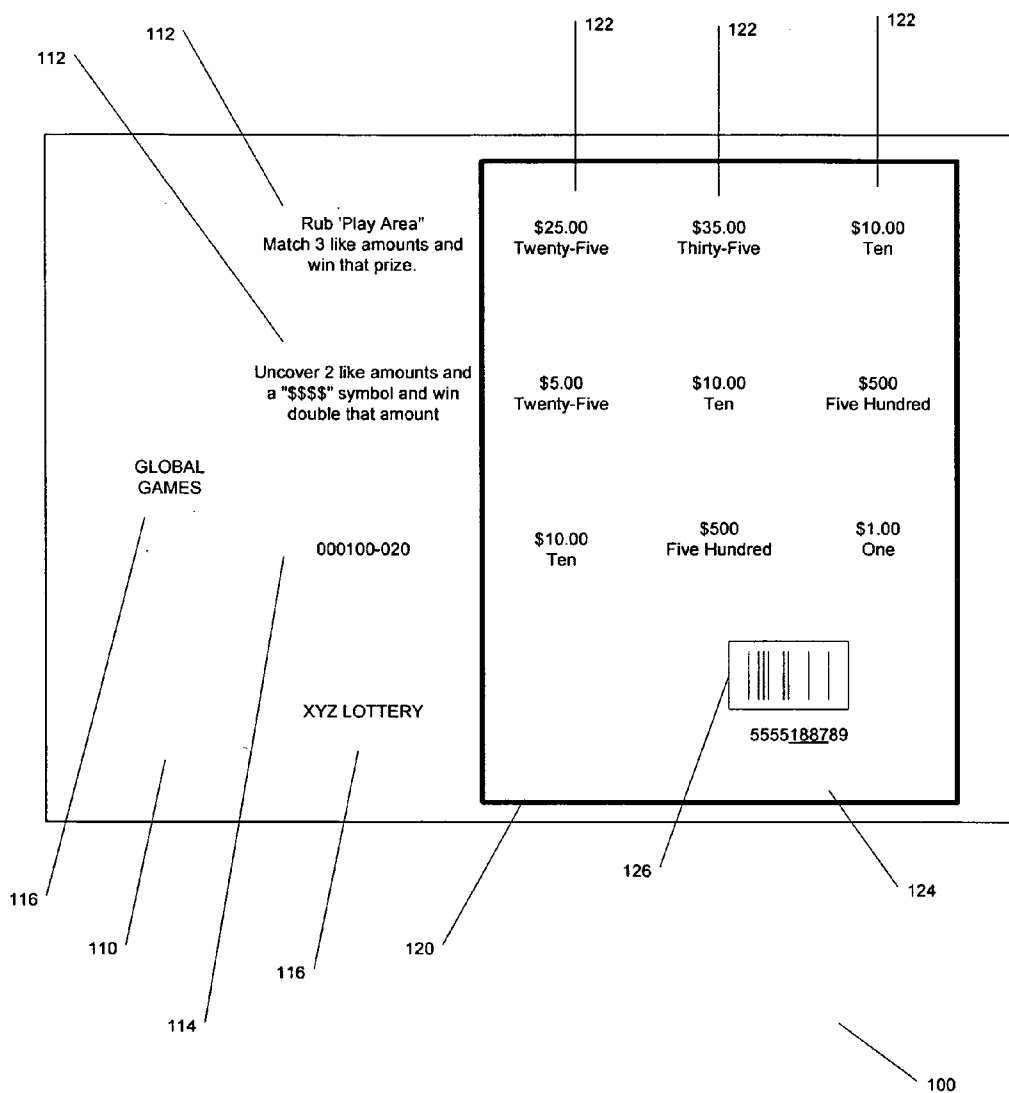 112
112
122
122
122
Rub 'Play Area"
Match 3 like amounts and
win that prize.
$25.00
Twenty-Five
$35.00
Thirty-Five
$10.00
Ten
Uncover 2 like amounts and
a "$$$$" symbol and win
double that amount
$5.00
Twenty-Five
$10.00
Ten
$500
Five Hundred
GLOBAL
GAMES
000100-020
$10.00
Ten
$500
Five Hundred
$1.00
One
XYZ LOTTERY
5555188789
116
110
114
116
120
126
124
100